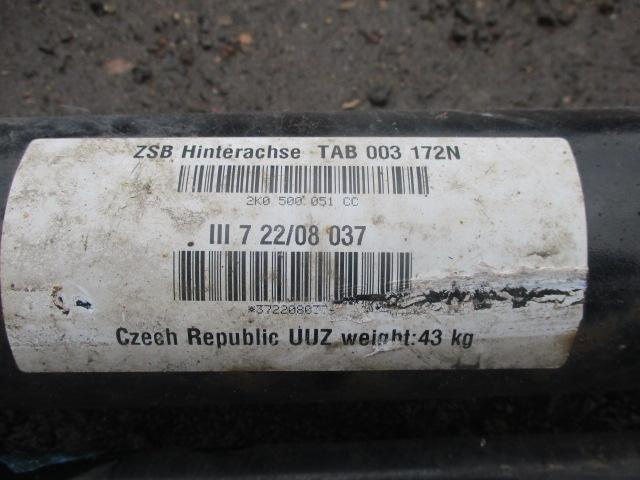 ZSB Hinterachse TAB 003 172N
2K0 500 051 CC
III 7 22/08 037
*372208037
Czech Republic UUZ weight:43 kg